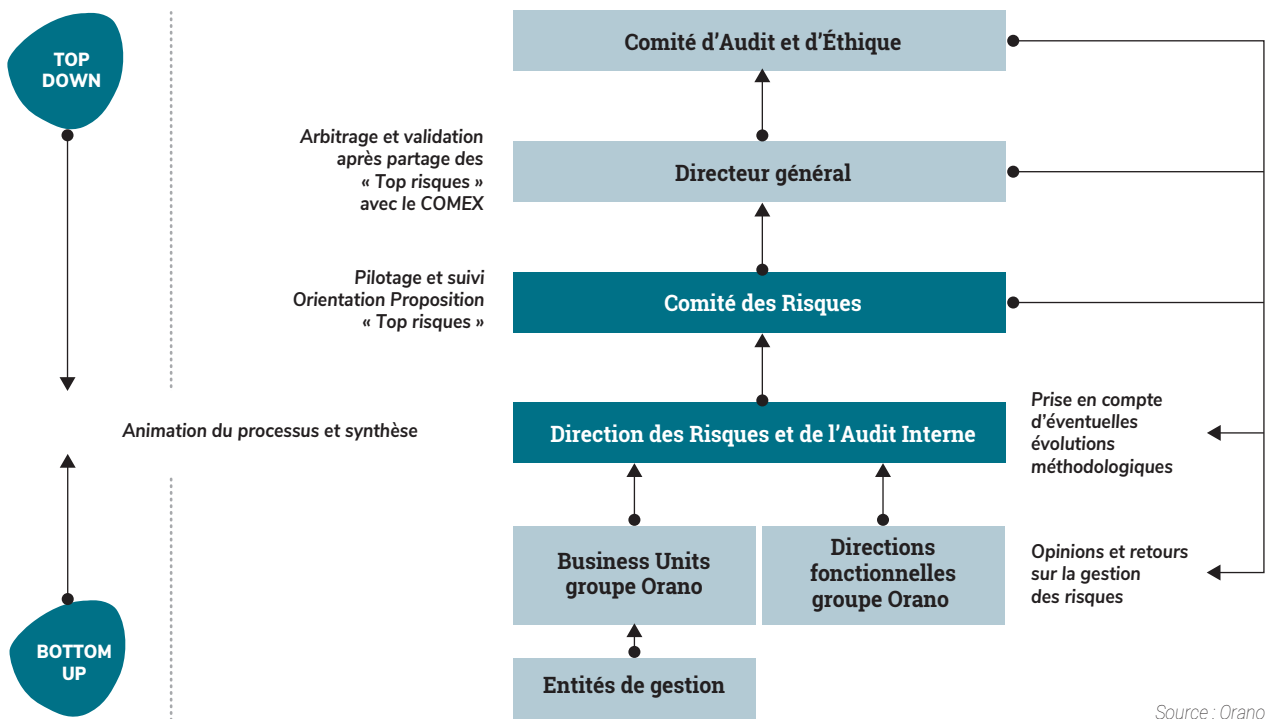 TOP
DOWN
Comité d'Audit et d'Éthique
Arbitrage et validation
après partage des
« Top risques »
avec le COMEX
Directeur général
Pilotage et suivi
Orientation Proposition
« Top risques »
Comité des Risques
Animation du processus et synthèse
Direction des Risques et de l'Audit Interne
Prise en compte
d'éventuelles
évolutions
méthodologiques
Business Units
groupe Orano
Directions
fonctionnelles
groupe Orano
Opinions et retours
sur la gestion
des risques
BOTTOM
UP
Entités de gestion
Source : Orano